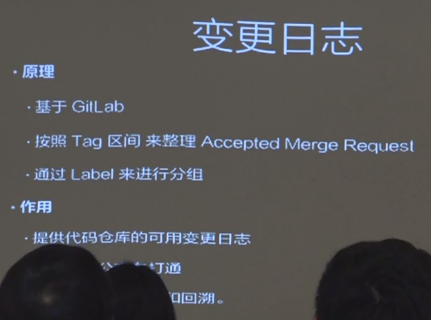 变更日志
· 原理
· 基于 GitLab
· 按照 Tag 区间 来整理 Accepted Merge Request
· 通过 Label 来进行分组
· 作用
· 提供代码仓库的可用变更日志
打通
和回溯。